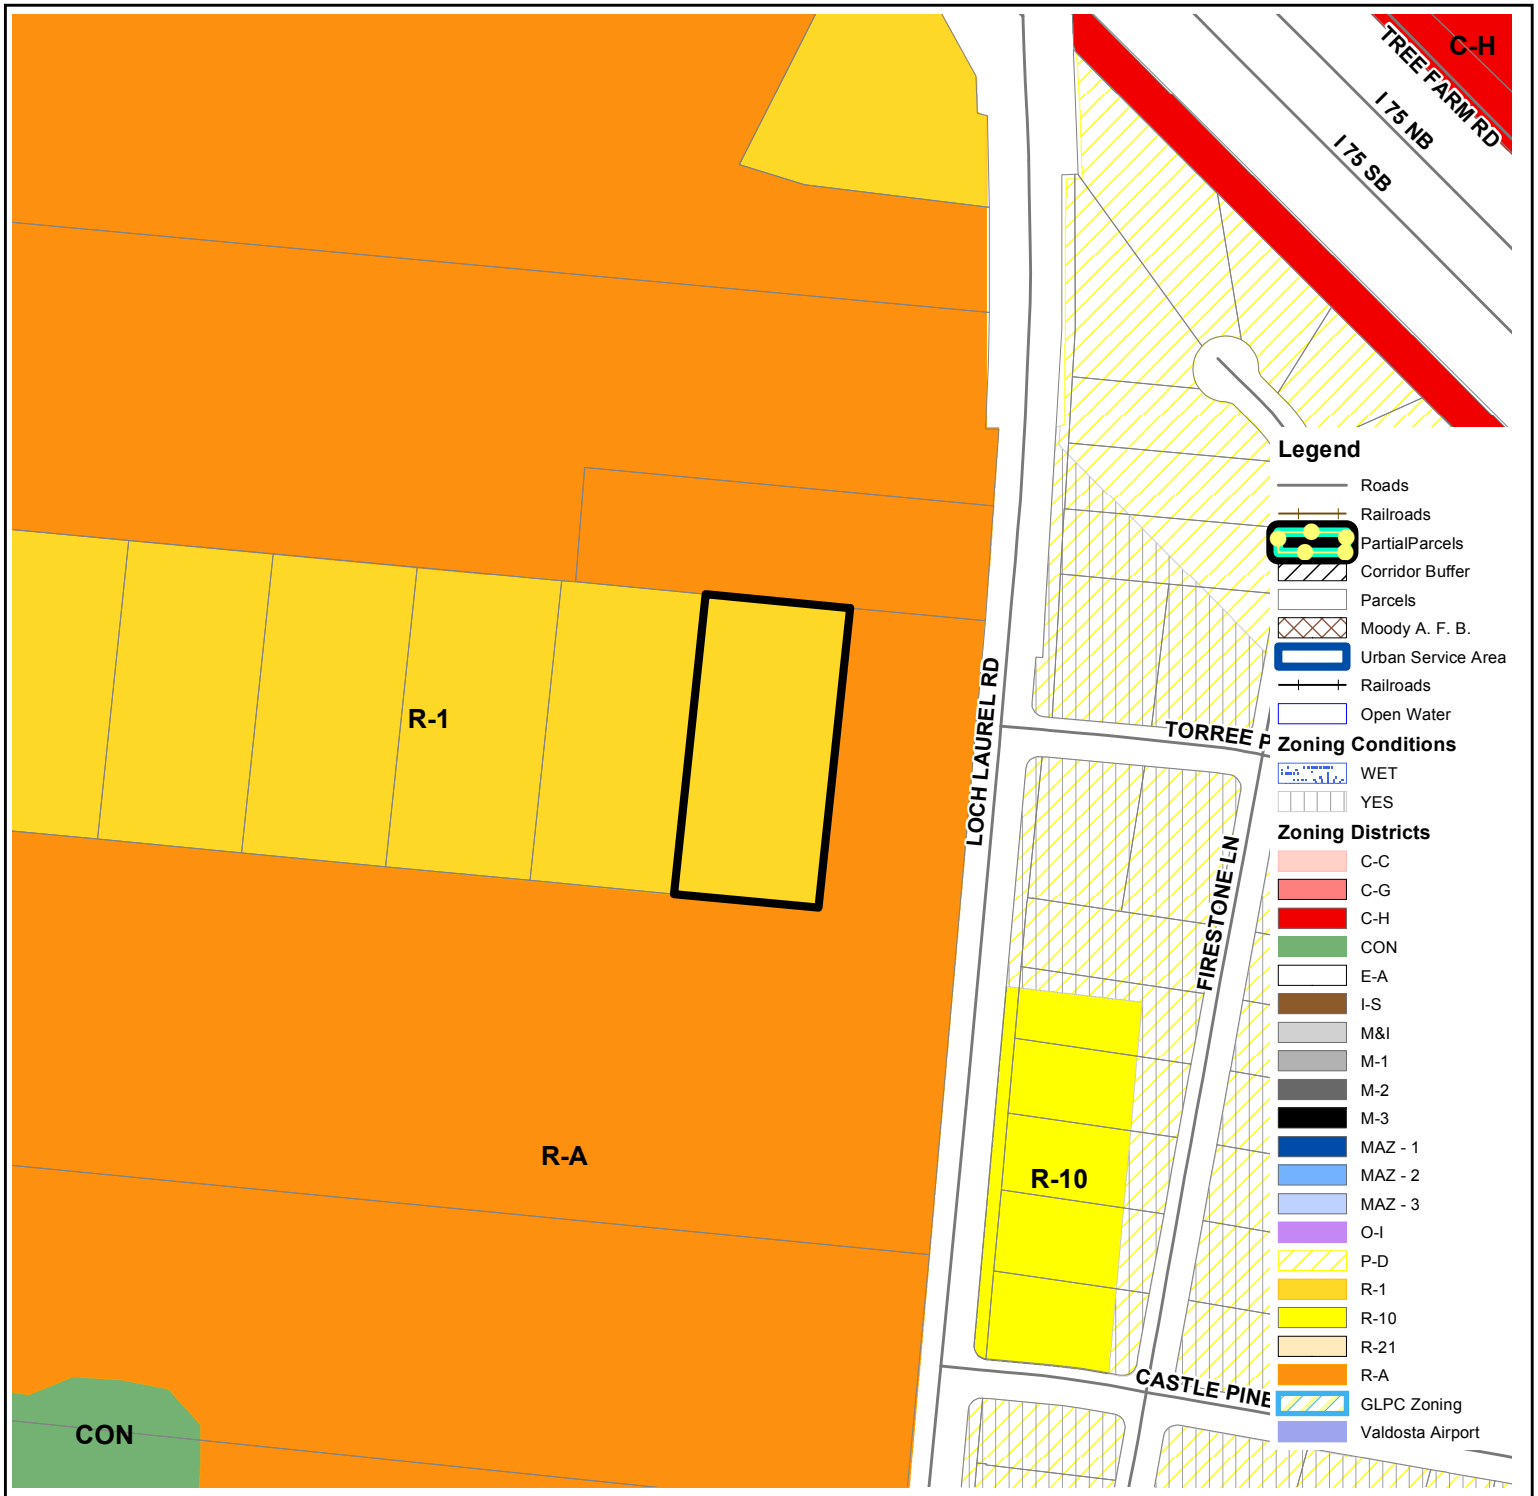 C-H
TREE FARM RD
I 75 NB
I 75 SB
R-1
LOCH LAUREL RD
TORREE P
FIRESTONE LN
R-A
R-10
CASTLE PINE
CON
Legend
Roads
Railroads
PartialParcels
Corridor Buffer
Parcels
Moody A. F. B.
Urban Service Area
Railroads
Open Water
Zoning Conditions
WET
YES
Zoning Districts
C-C
C-G
C-H
CON
E-A
I-S
M&I
M-1
M-2
M-3
MAZ - 1
MAZ - 2
MAZ - 3
O-I
P-D
R-1
R-10
R-21
R-A
GLPC Zoning
Valdosta Airport